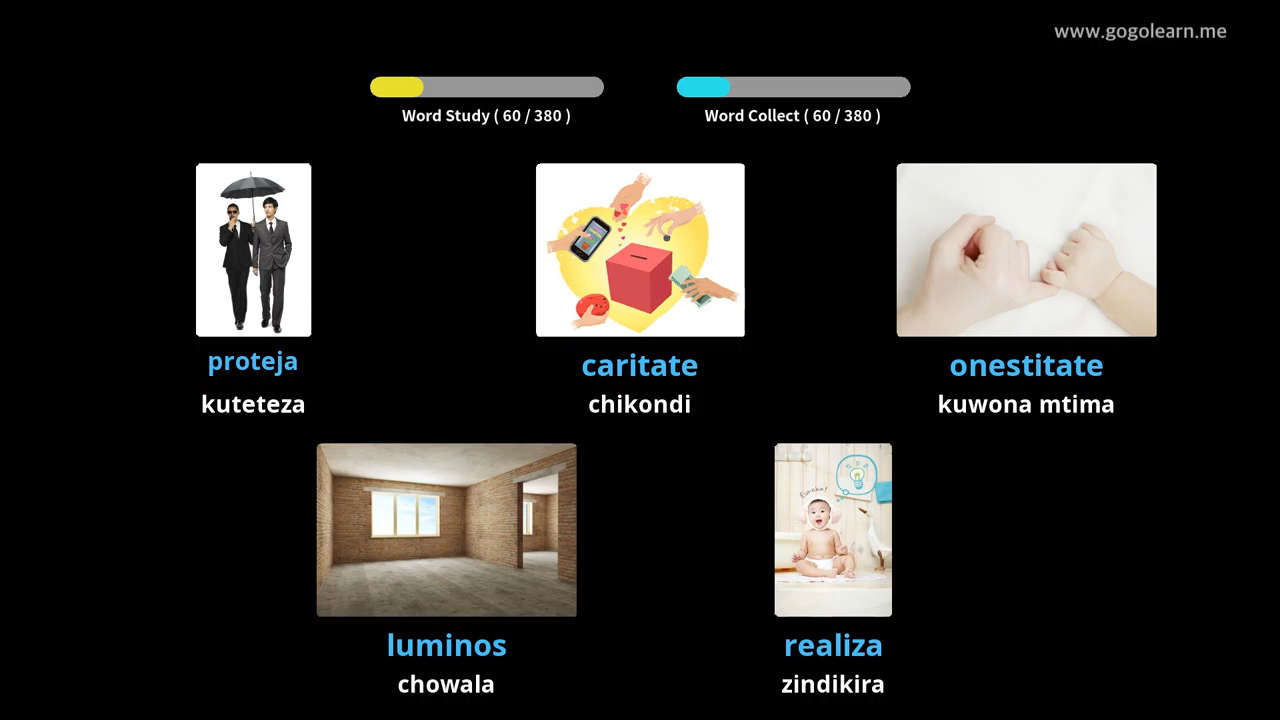 www.gogolearn.me
Word Study ( 60 / 380 )
Word Collect ( 60 / 380 )
proteja
kuteteza
caritate
chikondi
onestitate
kuwona mtima
Eureka!
luminos
chowala
realiza
zindikira